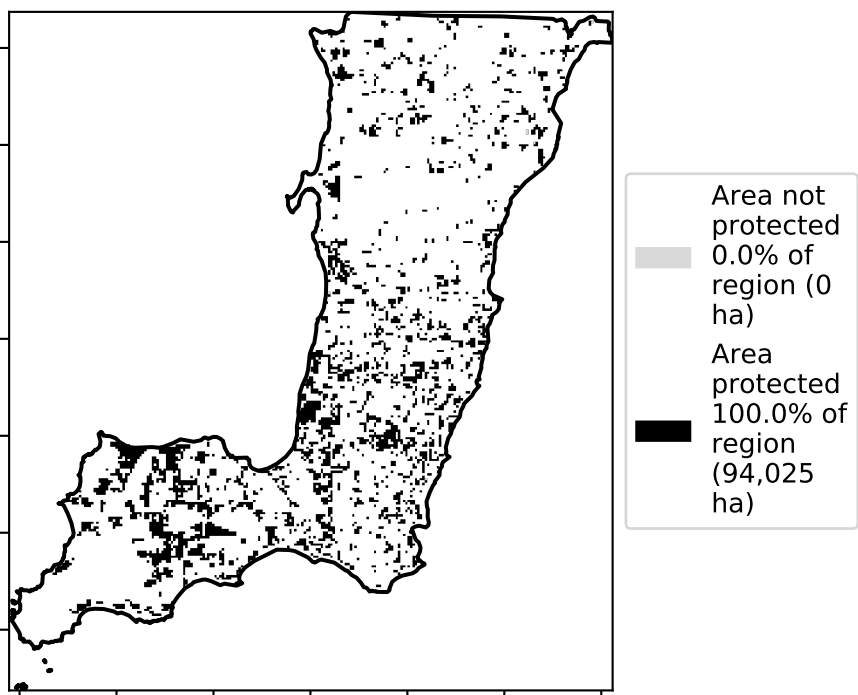 Area not
protected
0.0% of
region (0
ha)
Area
protected
100.0% of
region
(94,025
ha)